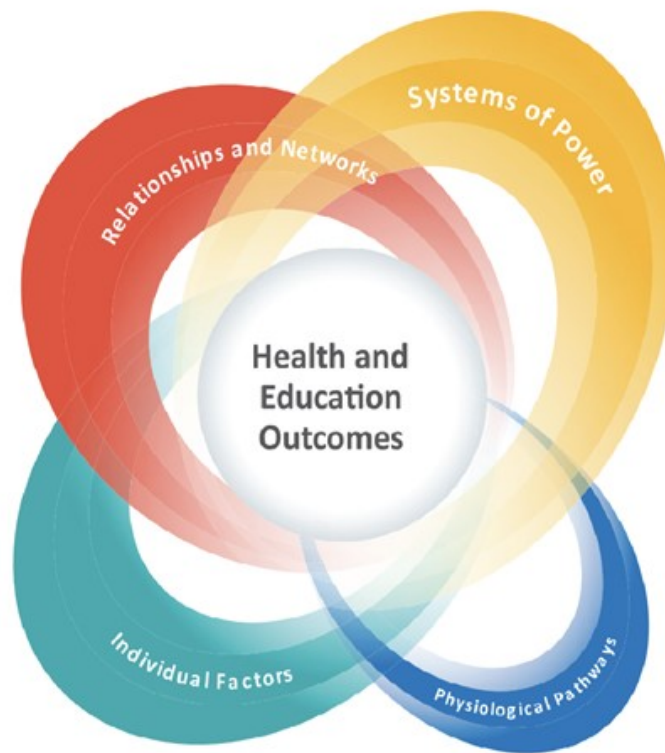 Systems of Power
Relationships and Networks
Health and
Education
Outcomes
Individual Factors
Physiological Pathways